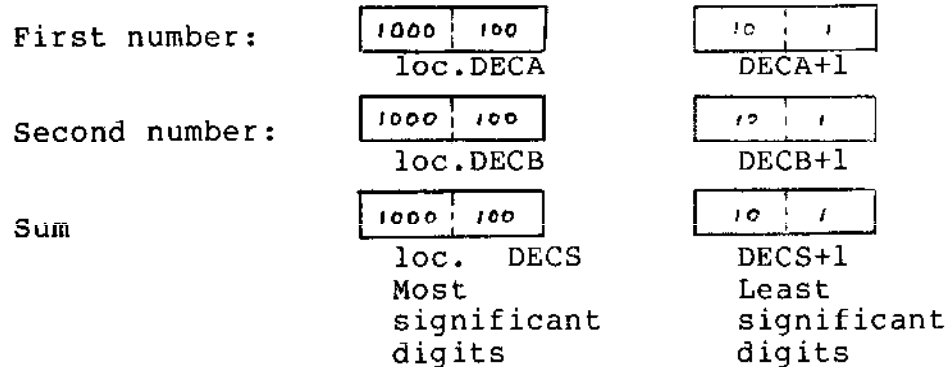 First number: 1000 100 10 1
loc.DECA DECA+1
Second number: 1000 100 10 1
loc.DECB DECB+1
Sum 1000 100 10 1
loc. DECS DECS+1
Most Least
significant significant
digits digits